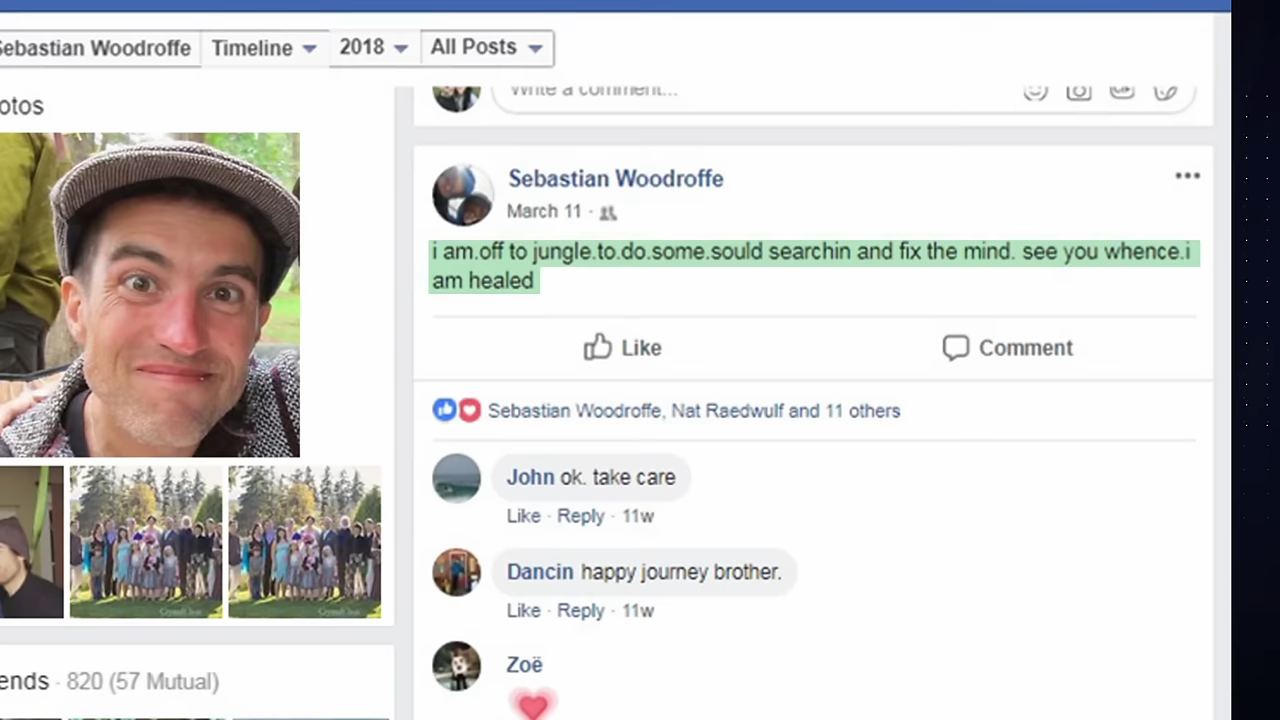 Sebastian Woodroffe Timeline 2018 All Posts
otos
Write a comment...
Sebastian Woodroffe
March 11 ·
i am.off to jungle.to.do.some.sould searchin and fix the mind. see you whence.i
am healed
Like Comment
Sebastian Woodroffe, Nat Raedwulf and 11 others
John ok. take care
Like · Reply · 11w
Dancin happy journey brother.
Like · Reply · 11w
Zoë
ends · 820 (57 Mutual)